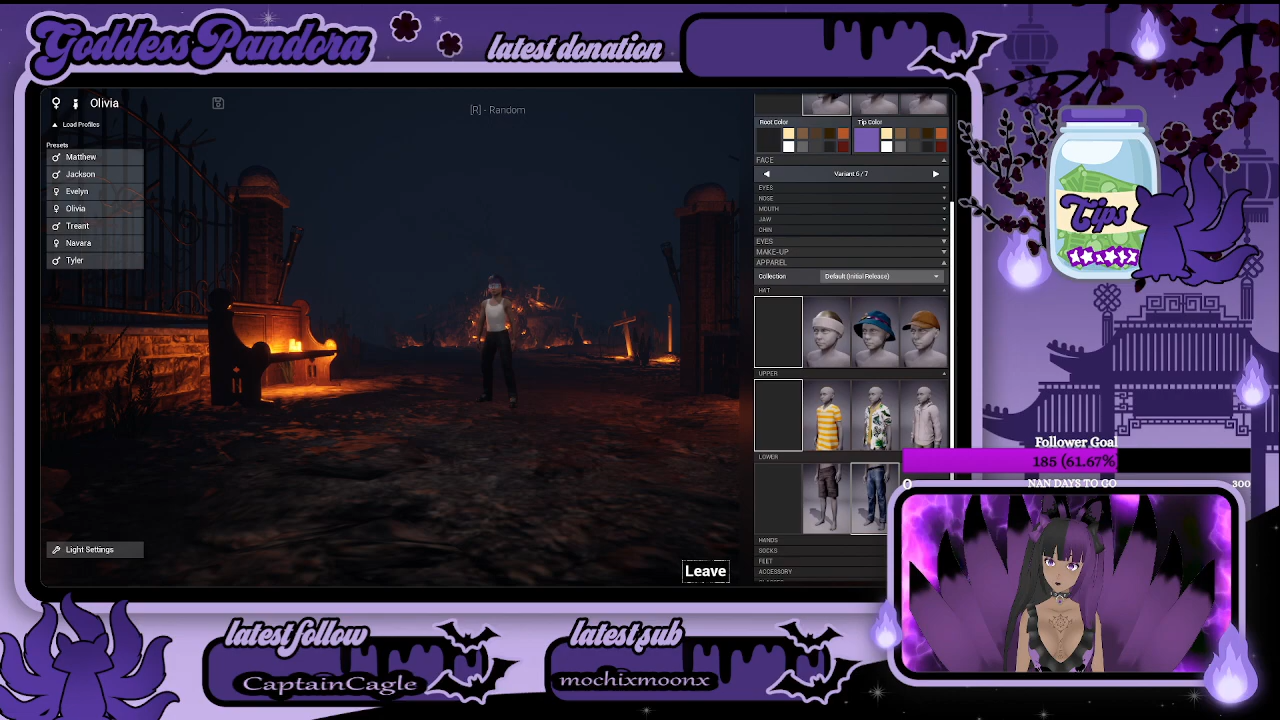 GoddessPandora
latest donation
Olivia
[R] - Random
Load Profiles
Presets
Matthew
Jackson
Evelyn
Olivia
Treant
Navara
Tyler
Light Settings
Leave
Root Color
Tip Color
FACE
Variant 6 / 7
EYES
NOSE
MOUTH
JAW
CHIN
EYES
MAKE-UP
APPAREL
Collection
Default (Initial Release)
HAT
UPPER
LOWER
HANDS
SOCKS
FEET
ACCESSORY
Tips
Follower Goal
185 (61.67%
0
NAN DAYS TO GO
300
latest follow
CaptainCagle
latest sub
mochixmoonx